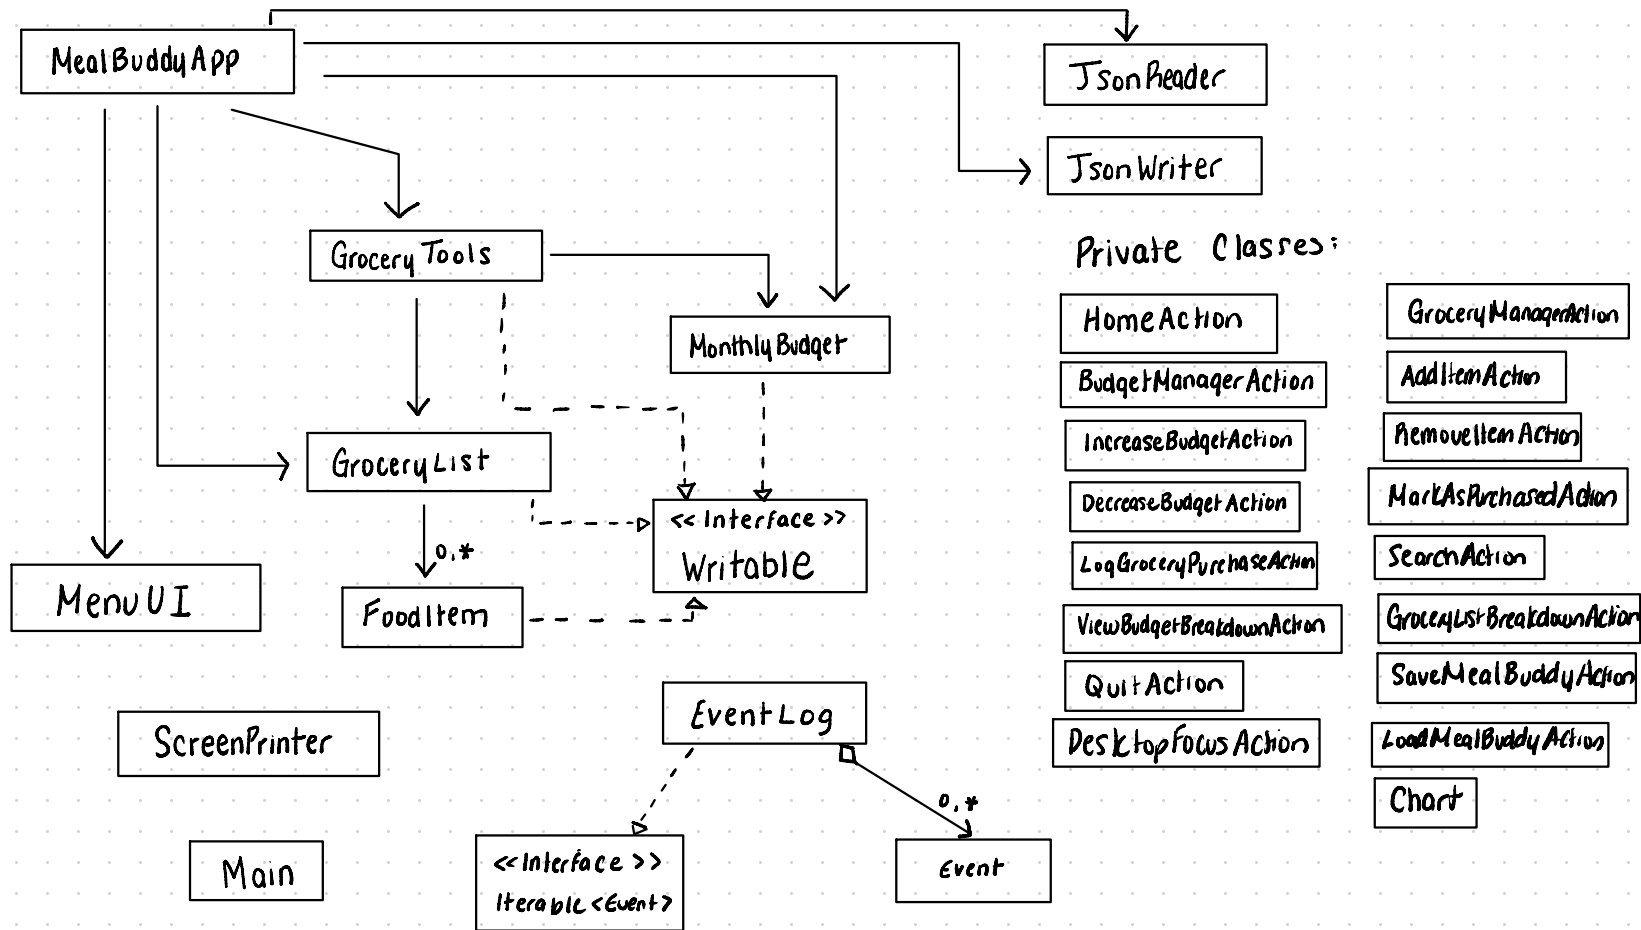 MealBuddyApp
JsonReader
JsonWriter
GroceryTools
MonthlyBudget
GroceryList
<< Interface >>
Writable
0..*
MenuUI
FoodItem
ScreenPrinter
EventLog
0..*
Main
<<Interface >>
Iterable <Event>
Event
Private Classes:
HomeAction
BudgetManagerAction
IncreaseBudgetAction
DecreaseBudgetAction
LogGroceryPurchaseAction
ViewBudgetBreakdownAction
QuitAction
DesktopFocusAction
GroceryManagerAction
AddItemAction
RemoveItemAction
MarkAsPurchasedAction
SearchAction
GroceryListBreakdownAction
SaveMealBuddyAction
LoadMealBuddyAction
Chart